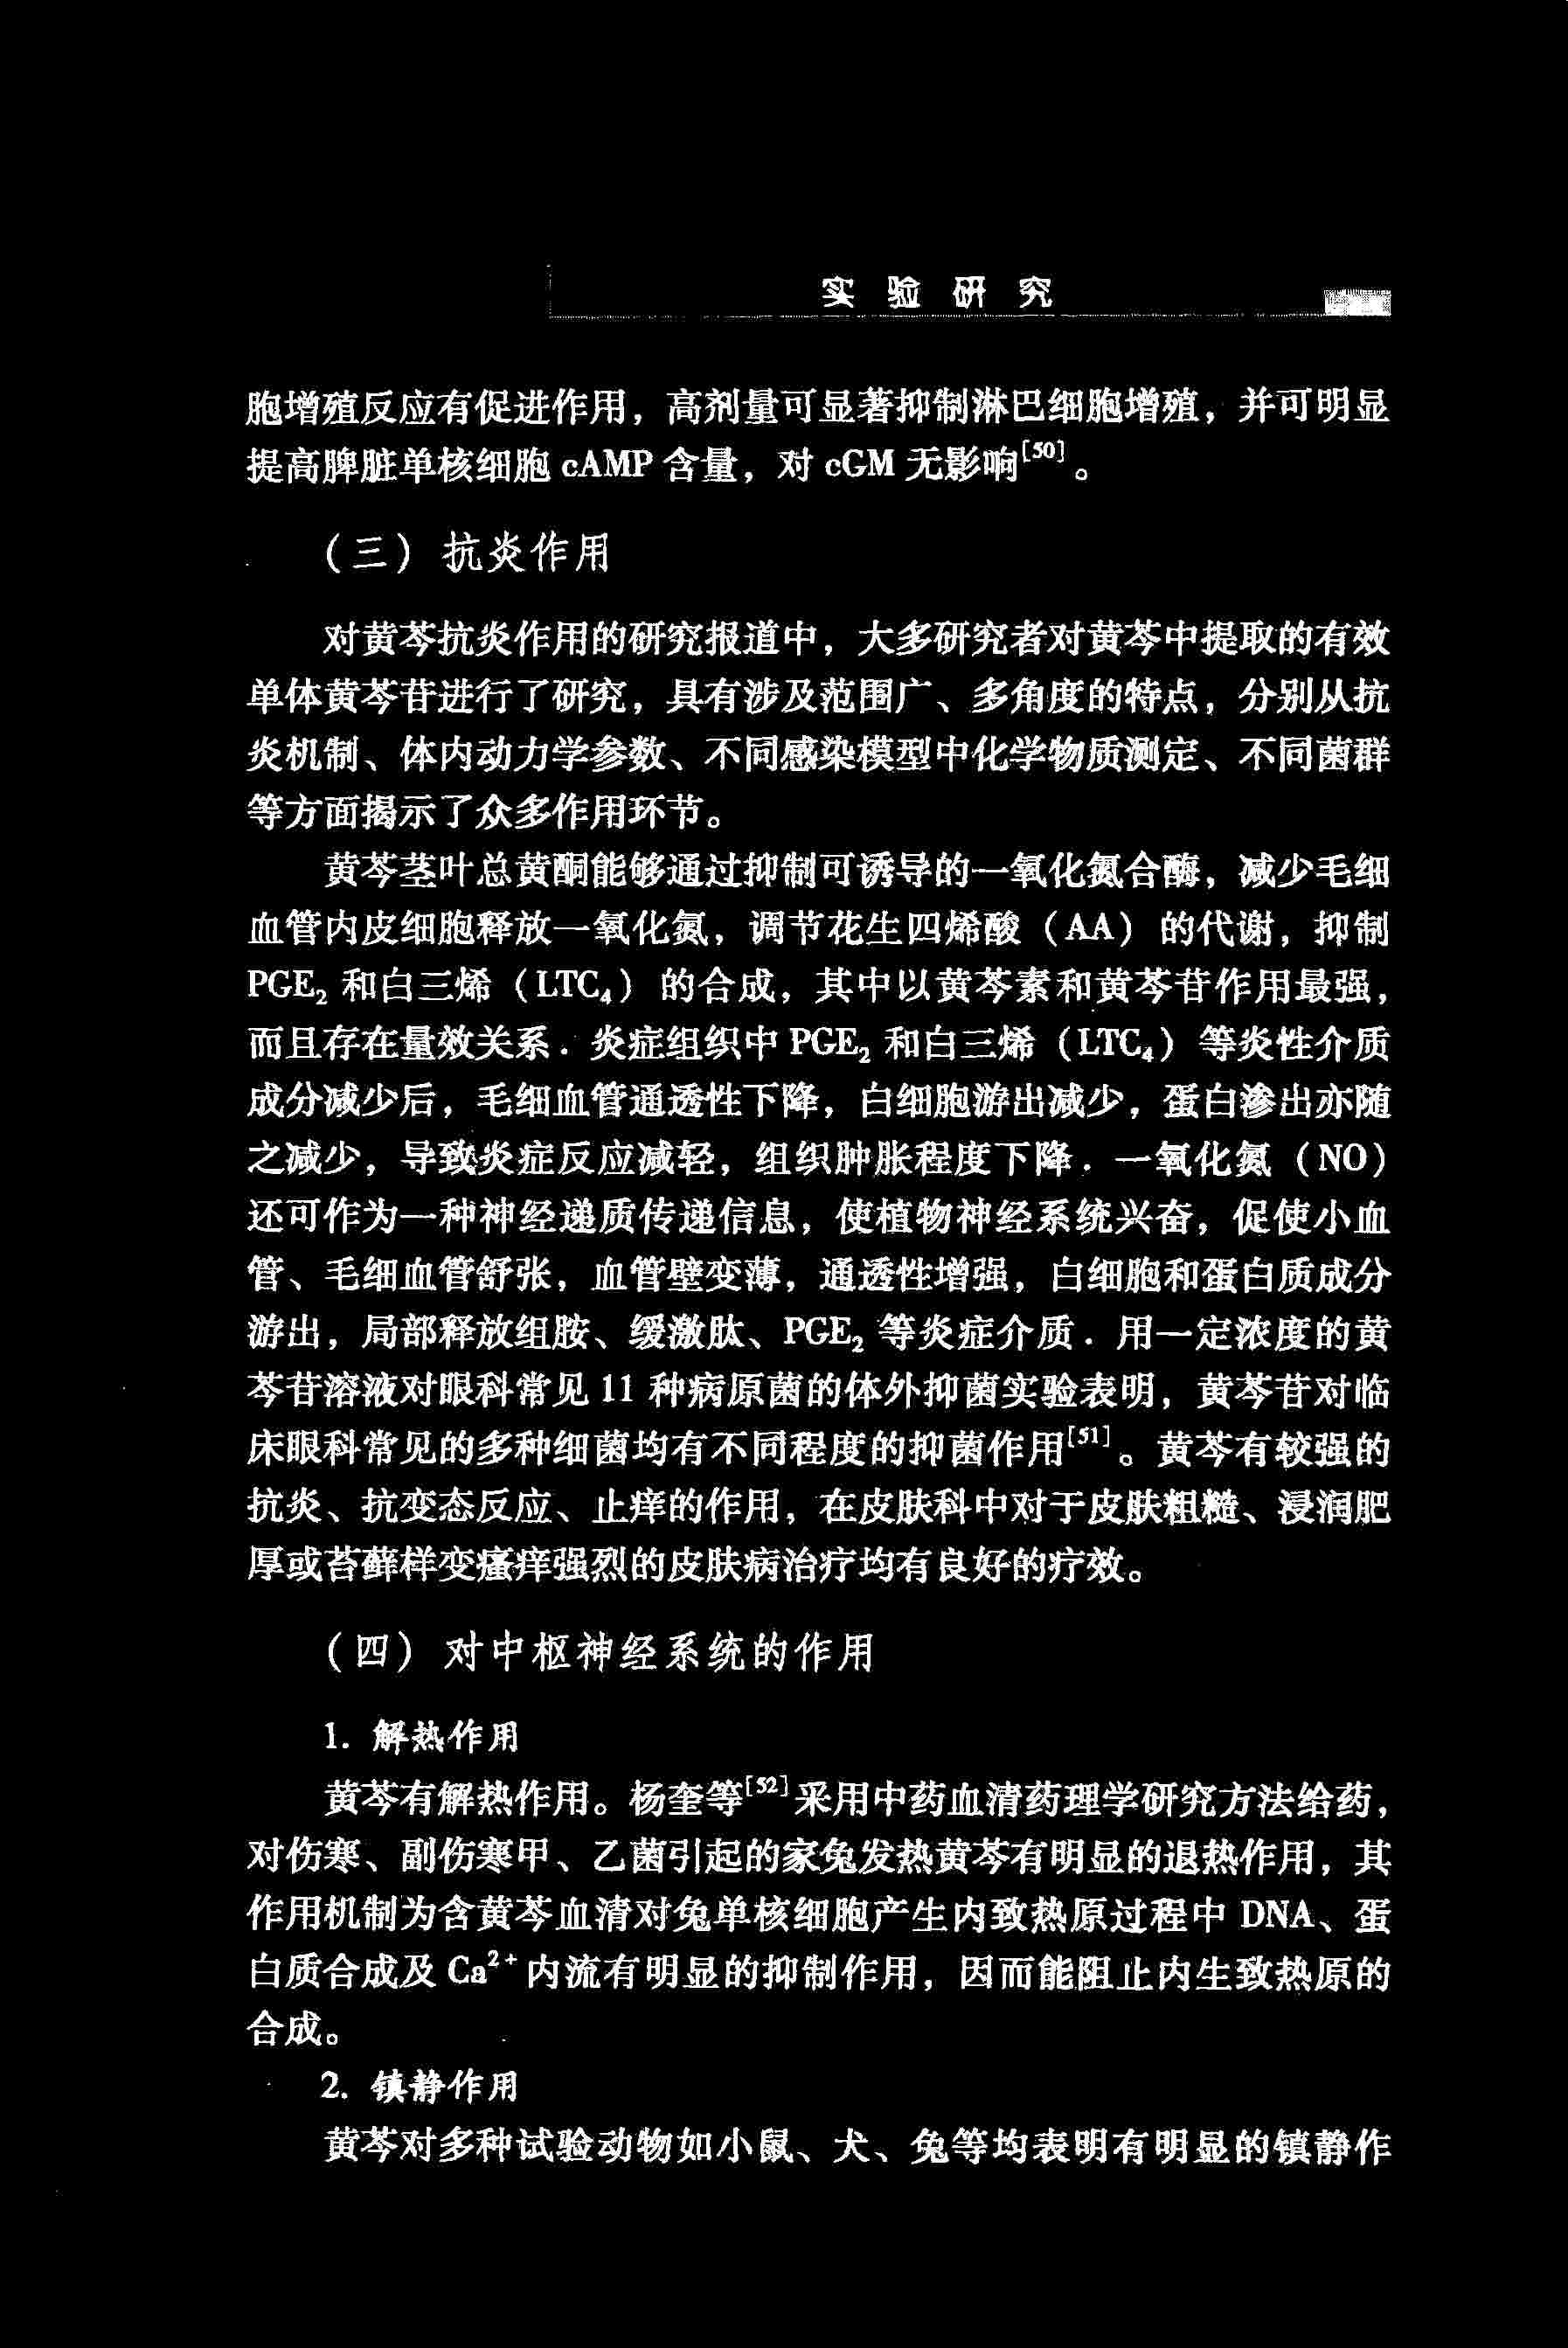 实验研究
胞增殖反应有促进作用，高剂量可显著抑制淋巴细胞增殖，并可明显
提高脾脏单核细胞 cAMP 含量，对 cGM 无影响[50]。
（三）抗炎作用
对黄芩抗炎作用的研究报道中，大多研究者对黄芩中提取的有效
单体黄芩苷进行了研究，具有涉及范围广、多角度的特点，分别从抗
炎机制、体内动力学参数、不同感染模型中化学物质测定、不同菌群
等方面揭示了众多作用环节。
黄芩茎叶总黄酮能够通过抑制可诱导的一氧化氮合酶，减少毛细
血管内皮细胞释放一氧化氮，调节花生四烯酸（AA）的代谢，抑制
PGE₂ 和白三烯（LTC₄）的合成，其中以黄芩素和黄芩苷作用最强，
而且存在量效关系．炎症组织中 PGE₂ 和白三烯（LTC₄）等炎性介质
成分减少后，毛细血管通透性下降，白细胞游出减少，蛋白渗出亦随
之减少，导致炎症反应减轻，组织肿胀程度下降．一氧化氮（NO）
还可作为一种神经递质传递信息，使植物神经系统兴奋，促使小血
管、毛细血管舒张，血管壁变薄，通透性增强，白细胞和蛋白质成分
游出，局部释放组胺、缓激肽、PGE₂ 等炎症介质．用一定浓度的黄
芩苷溶液对眼科常见 11 种病原菌的体外抑菌实验表明，黄芩苷对临
床眼科常见的多种细菌均有不同程度的抑菌作用[51]。黄芩有较强的
抗炎、抗变态反应、止痒的作用，在皮肤科中对于皮肤粗糙、浸润肥
厚或苔藓样变瘙痒强烈的皮肤病治疗均有良好的疗效。
（四）对中枢神经系统的作用
1. 解热作用
黄芩有解热作用。杨奎等[52]采用中药血清药理学研究方法给药，
对伤寒、副伤寒甲、乙菌引起的家兔发热黄芩有明显的退热作用，其
作用机制为含黄芩血清对兔单核细胞产生内致热原过程中 DNA、蛋
白质合成及 Ca²⁺ 内流有明显的抑制作用，因而能阻止内生致热原的
合成。
2. 镇静作用
黄芩对多种试验动物如小鼠、犬、兔等均表明有明显的镇静作